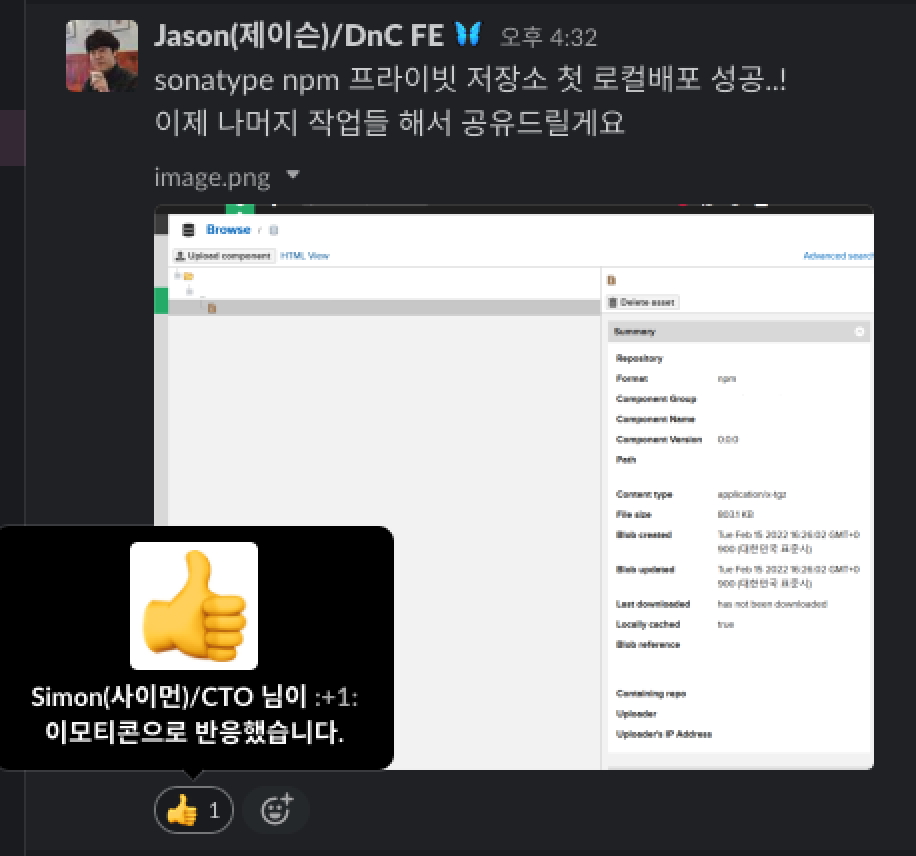 Jason(제이슨)/DnC FE 오후 4:32
sonatype npm 프라이빗 저장소 첫 로컬배포 성공..!
이제 나머지 작업들 해서 공유드릴게요
image.png
Browse /
Upload component HTML View Advanced search
Delete asset
Summary
Repository
Format npm
Component Group
Component Name
Component Version 0.0.0
Path
Content type application/x-tgz
File size 803.1 KB
Blob created Tue Feb 15 2022 16:26:02 GMT+0
900 (대한민국 표준시)
Blob updated Tue Feb 15 2022 16:26:02 GMT+0
900 (대한민국 표준시)
Last downloaded has not been downloaded
Locally cached true
Blob reference
Containing repo
Uploader
Uploader's IP Address
Simon(사이먼)/CTO 님이 :+1:
이모티콘으로 반응했습니다.
1